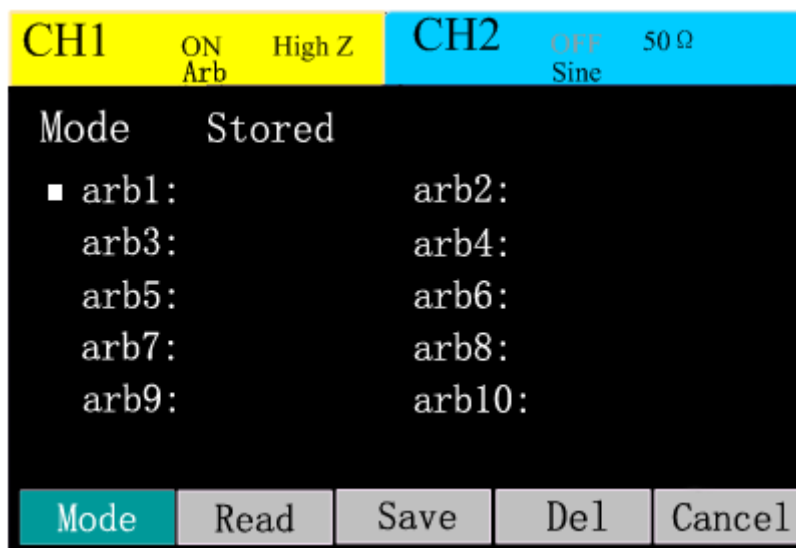 CH1 ON High Z CH2 OFF 50 Ω
Arb Sine
Mode Stored
arb1: arb2:
arb3: arb4:
arb5: arb6:
arb7: arb8:
arb9: arb10:
Mode Read Save Del Cancel